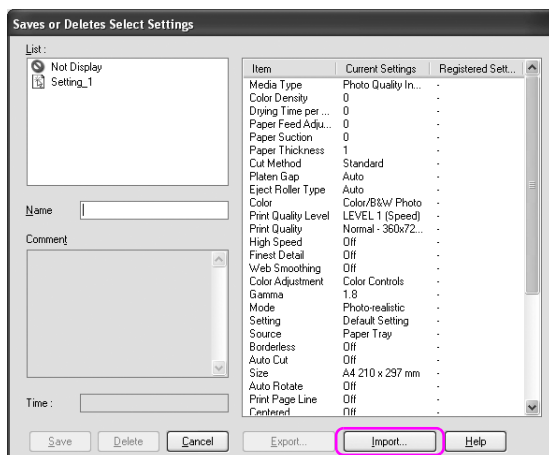 Saves or Deletes Select Settings
List :
Not Display
Setting_1
Name
Comment
Time :
Item Current Settings Registered Sett...
Media Type Photo Quality In... -
Color Density 0 -
Drying Time per ... 0 -
Paper Feed Adju... 0 -
Paper Suction 0 -
Paper Thickness 1 -
Cut Method Standard -
Platen Gap Auto -
Eject Roller Type Auto -
Color Color/B&W Photo -
Print Quality Level LEVEL 1 (Speed) -
Print Quality Normal - 360x72... -
High Speed Off -
Finest Detail Off -
Web Smoothing Off -
Color Adjustment Color Controls -
Gamma 1.8 -
Mode Photo-realistic -
Setting Default Setting -
Source Paper Tray -
Borderless Off -
Auto Cut Off -
Size A4 210 x 297 mm -
Auto Rotate Off -
Print Page Line Off -
Centered Off -
Save Delete Cancel Export... Import... Help